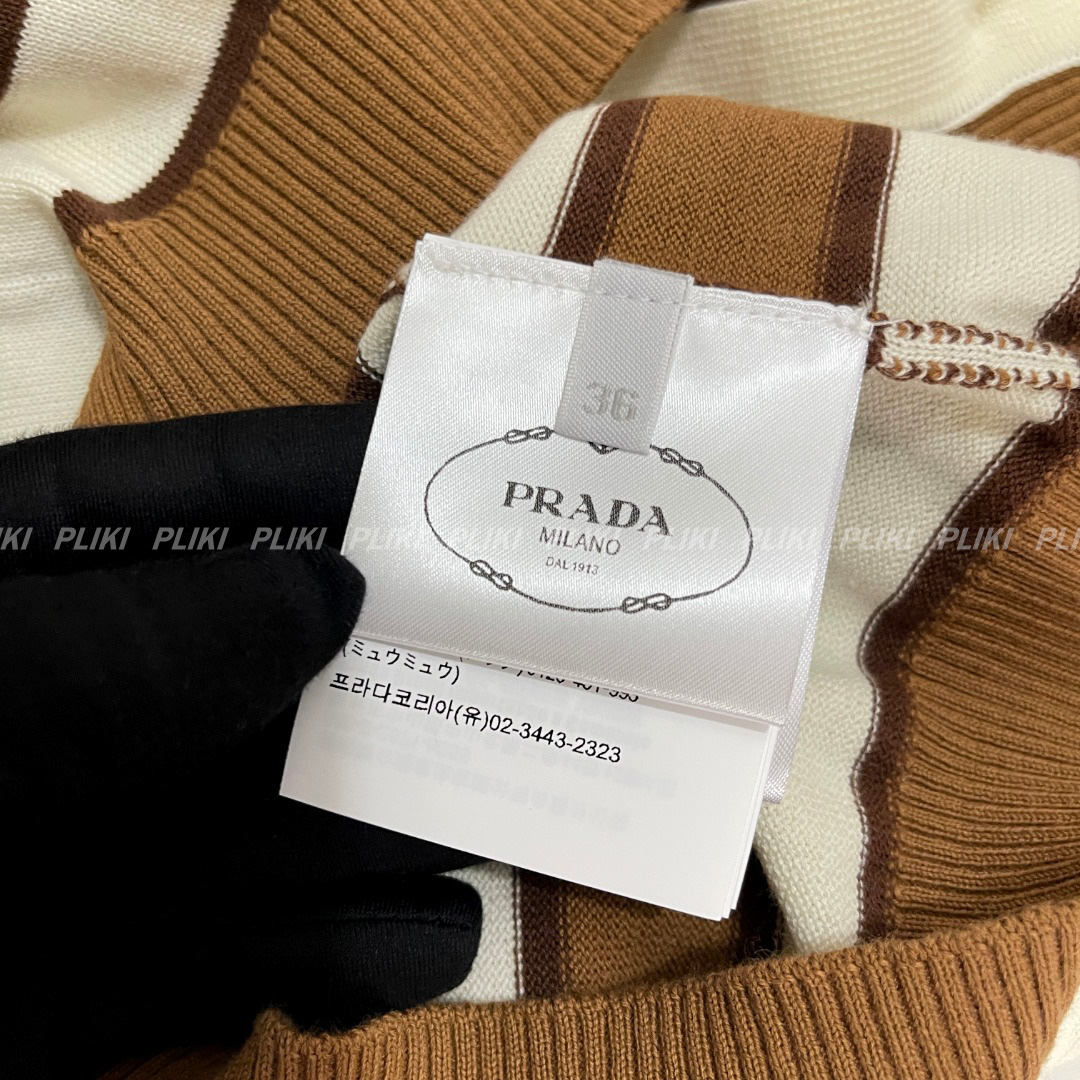 36
PRADA
MILANO
DAL 1913
PLIKI PLIKI PLIKI PLIKI PLIKI PLIKI PLIKI PLIKI PLIKI PLIKI
(ミュウミュウ)
프라다코리아(유)02-3443-2323